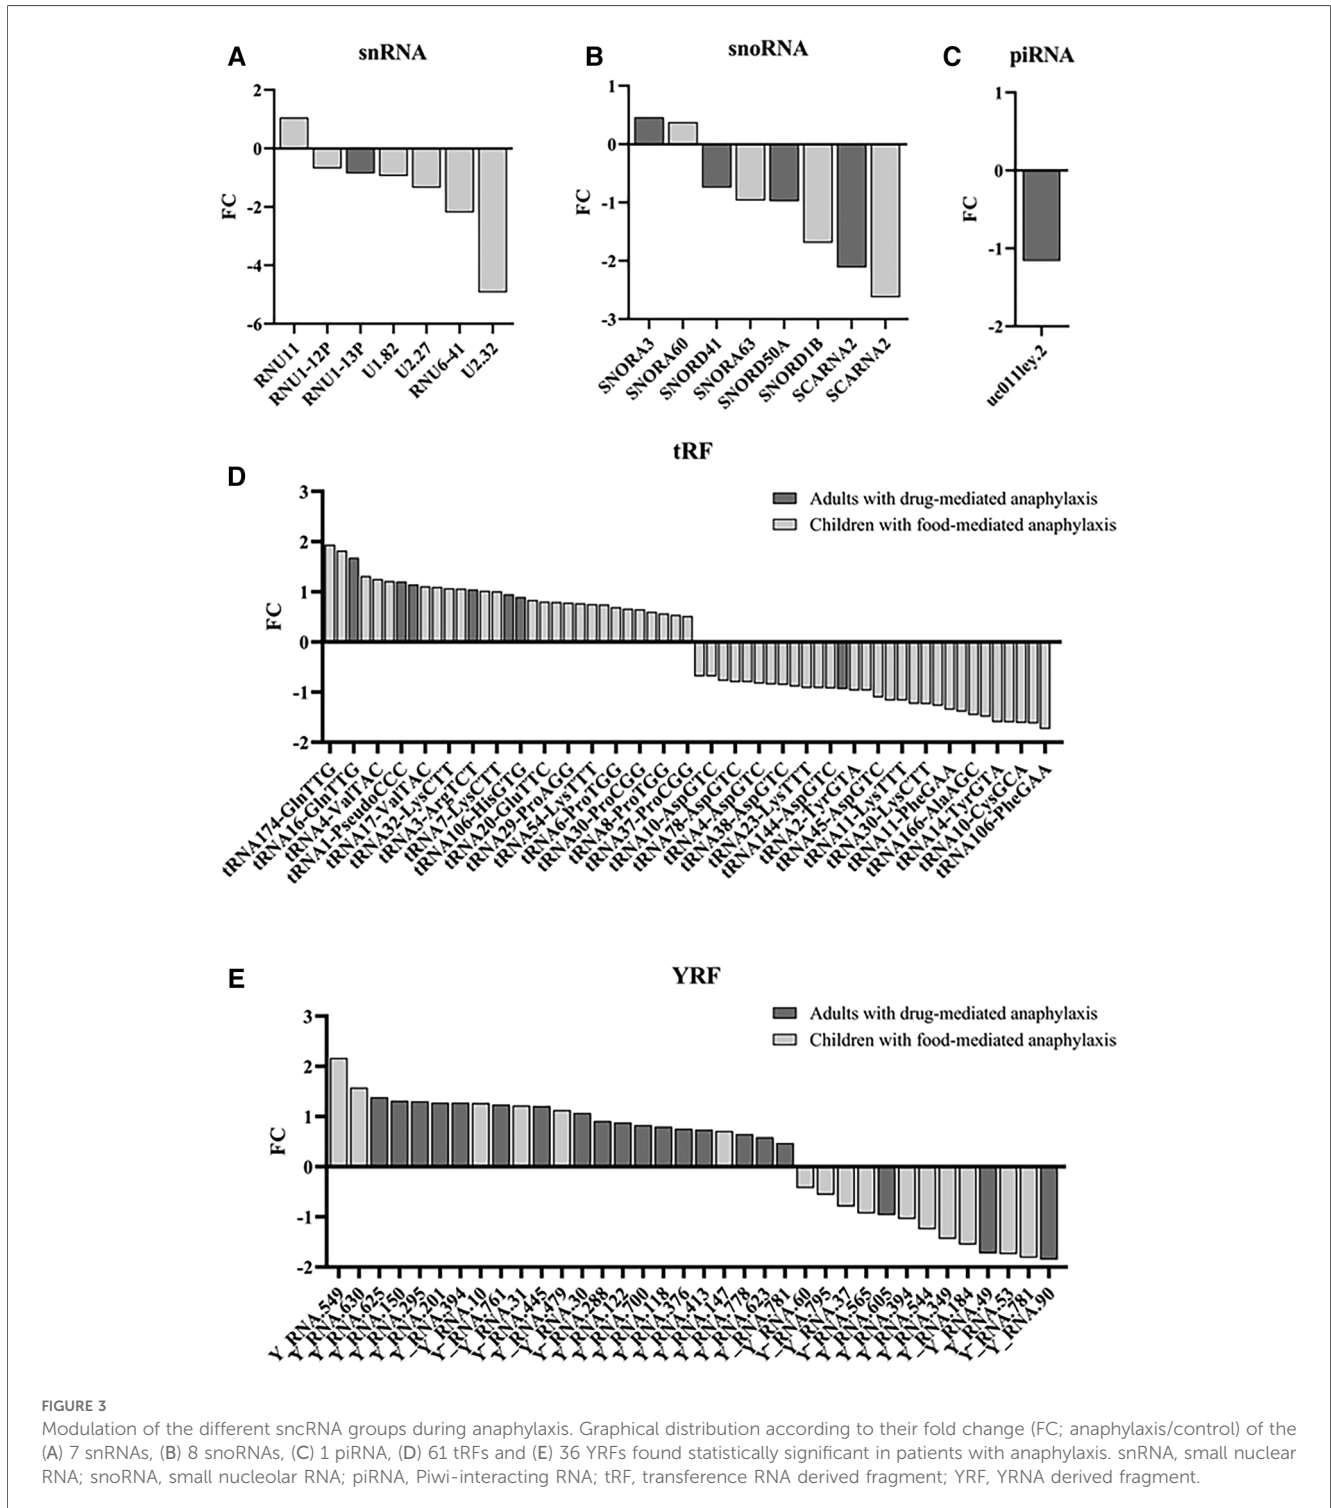 A
snRNA
FC
2
0
-2
-4
-6
RNU11
RNU1-12P
RNU1-13P
U1.82
U2.27
RNU6-41
U2.32
B
snoRNA
FC
1
0
-1
-2
-3
SNORA3
SNORA60
SNORD41
SNORA63
SNORD50A
SNORD1B
SCARNA2
SCARNA2
C
piRNA
FC
1
0
-1
-2
uc011ley.2
D
tRF
Adults with drug-mediated anaphylaxis
Children with food-mediated anaphylaxis
FC
3
2
1
0
-1
-2
tRNA174-GlnTTG
tRNA16-GlnTTG
tRNA4-ValTAC
tRNA1-PseudoCCC
tRNA17-ValTAC
tRNA32-LysCTT
tRNA3-ArgTCT
tRNA7-LysCTT
tRNA106-HisGTG
tRNA20-GluTTC
tRNA29-ProAGG
tRNA54-LysTTT
tRNA6-ProTGG
tRNA30-ProCGG
tRNA8-ProTGG
tRNA37-ProCGG
tRNA10-AspGTC
tRNA78-AspGTC
tRNA4-AspGTC
tRNA38-AspGTC
tRNA23-LysTTT
tRNA144-AspGTC
tRNA2-TyrGTA
tRNA45-AspGTC
tRNA11-LysTTT
tRNA30-LysCTT
tRNA11-PheGAA
tRNA166-AlaAGC
tRNA14-TyrGTA
tRNA10-CysGCA
tRNA106-PheGAA
E
YRF
Adults with drug-mediated anaphylaxis
Children with food-mediated anaphylaxis
FC
3
2
1
0
-1
-2
Y_RNA.549
Y_RNA.630
Y_RNA.625
Y_RNA.150
Y_RNA.295
Y_RNA.201
Y_RNA.394
Y_RNA.10
Y_RNA.761
Y_RNA.31
Y_RNA.445
Y_RNA.479
Y_RNA.30
Y_RNA.288
Y_RNA.122
Y_RNA.700
Y_RNA.118
Y_RNA.376
Y_RNA.413
Y_RNA.147
Y_RNA.778
Y_RNA.623
Y_RNA.781
Y_RNA.60
Y_RNA.795
Y_RNA.37
Y_RNA.565
Y_RNA.605
Y_RNA.394
Y_RNA.544
Y_RNA.349
Y_RNA.184
Y_RNA.49
Y_RNA.53
Y_RNA.781
Y_RNA.90
FIGURE 3
Modulation of the different sncRNA groups during anaphylaxis. Graphical distribution according to their fold change (FC; anaphylaxis/control) of the
(A) 7 snRNAs, (B) 8 snoRNAs, (C) 1 piRNA, (D) 61 tRFs and (E) 36 YRFs found statistically significant in patients with anaphylaxis. snRNA, small nuclear
RNA; snoRNA, small nucleolar RNA; piRNA, Piwi-interacting RNA; tRF, transference RNA derived fragment; YRF, YRNA derived fragment.